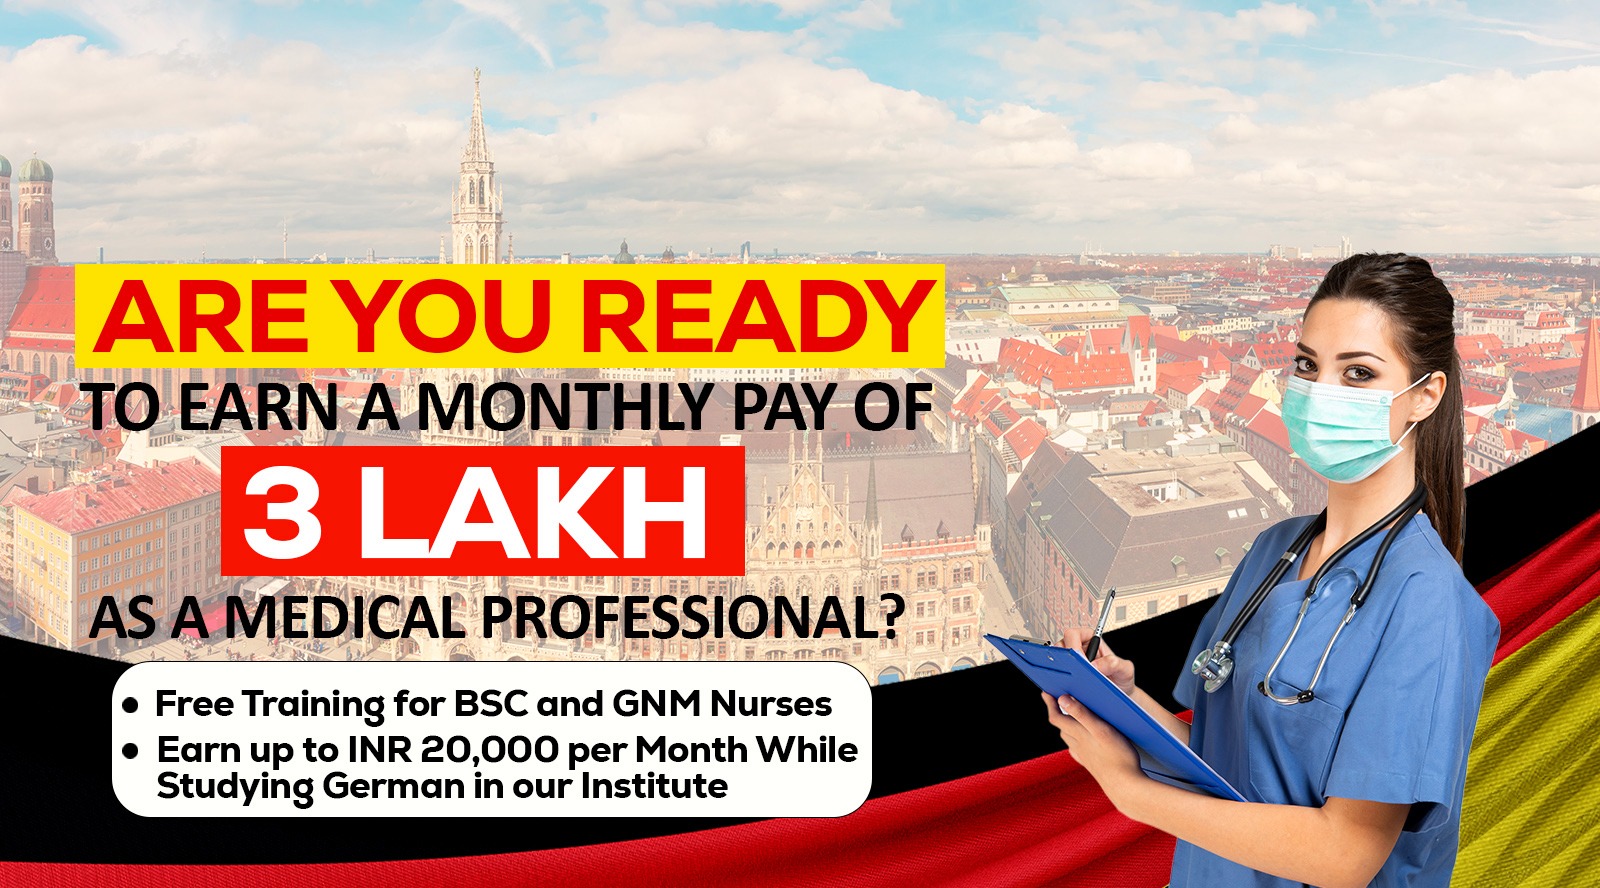 ARE YOU READY
TO EARN A MONTHLY PAY OF
3 LAKH
AS A MEDICAL PROFESSIONAL?
• Free Training for BSC and GNM Nurses
• Earn up to INR 20,000 per Month While
Studying German in our Institute